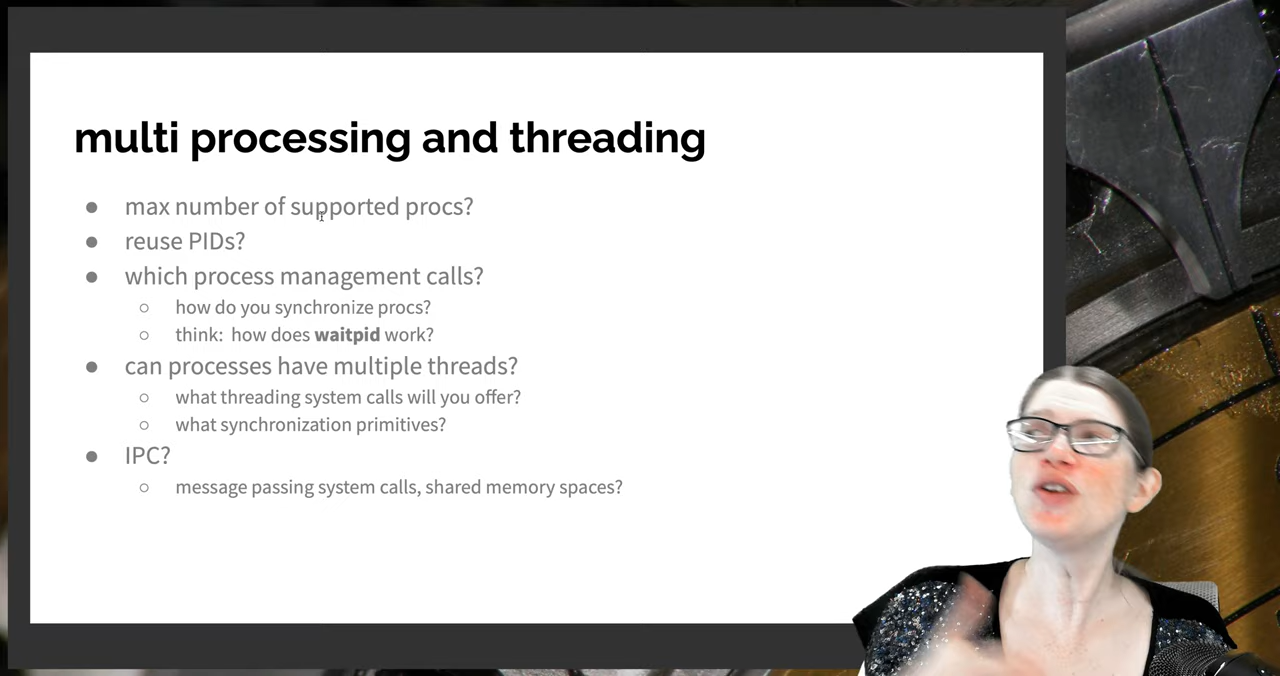 multi processing and threading
● max number of supported procs?
● reuse PIDs?
● which process management calls?
○ how do you synchronize procs?
○ think: how does waitpid work?
● can processes have multiple threads?
○ what threading system calls will you offer?
○ what synchronization primitives?
● IPC?
○ message passing system calls, shared memory spaces?